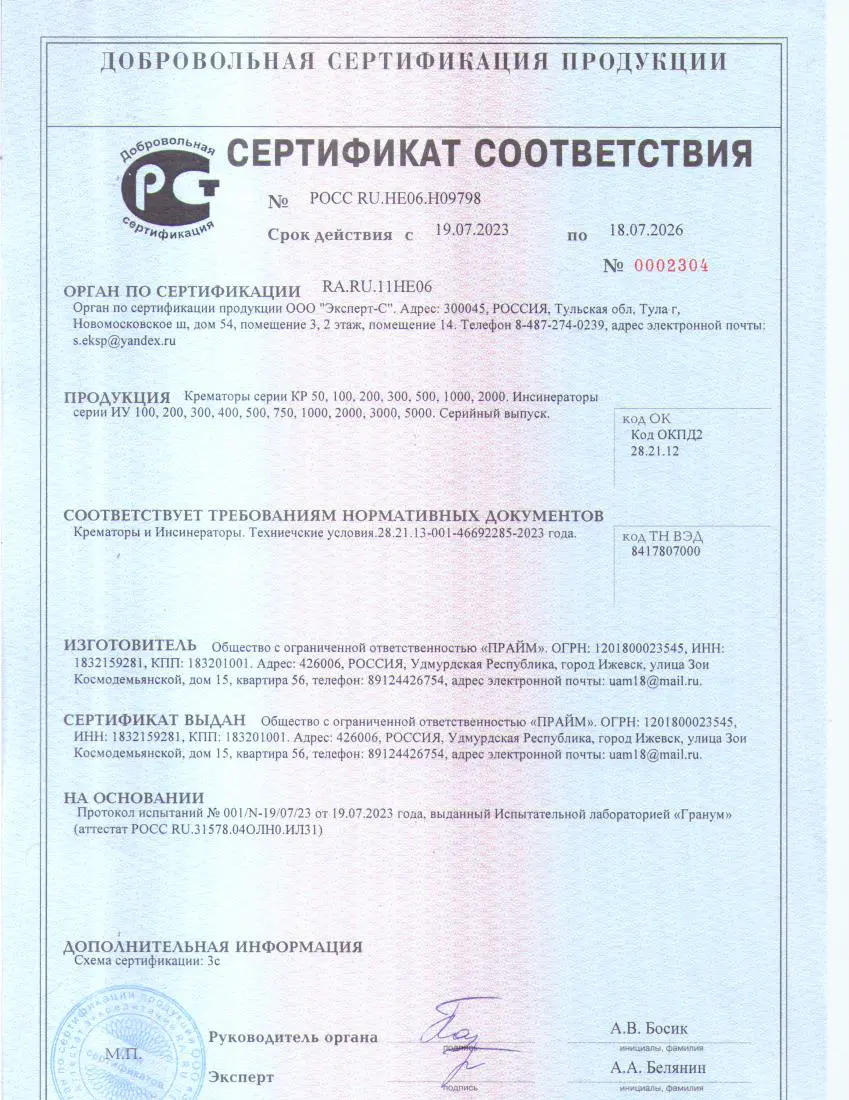 ДОБРОВОЛЬНАЯ СЕРТИФИКАЦИЯ ПРОДУКЦИИ
Добровольная
РСТ
сертификация
СЕРТИФИКАТ СООТВЕТСТВИЯ
№ РОСС RU.НЕ06.Н09798
Срок действия с 19.07.2023 по 18.07.2026
№ 0002304
ОРГАН ПО СЕРТИФИКАЦИИ RA.RU.11НЕ06
Орган по сертификации продукции ООО "Эксперт-С". Адрес: 300045, РОССИЯ, Тульская обл, Тула г,
Новомосковское ш, дом 54, помещение 3, 2 этаж, помещение 14. Телефон 8-487-274-0239, адрес электронной почты:
s.eksp@yandex.ru
ПРОДУКЦИЯ Крематоры серии КР 50, 100, 200, 300, 500, 1000, 2000. Инсинераторы
серии ИУ 100, 200, 300, 400, 500, 750, 1000, 2000, 3000, 5000. Серийный выпуск.
код ОК
Код ОКПД2
28.21.12
СООТВЕТСТВУЕТ ТРЕБОВАНИЯМ НОРМАТИВНЫХ ДОКУМЕНТОВ
Крематоры и Инсинераторы. Техниечские условия.28.21.13-001-46692285-2023 года.
код ТН ВЭД
8417807000
ИЗГОТОВИТЕЛЬ Общество с ограниченной ответственностью «ПРАЙМ». ОГРН: 1201800023545, ИНН:
1832159281, КПП: 183201001. Адрес: 426006, РОССИЯ, Удмурдская Республика, город Ижевск, улица Зои
Космодемьянской, дом 15, квартира 56, телефон: 89124426754, адрес электронной почты: uam18@mail.ru.
СЕРТИФИКАТ ВЫДАН Общество с ограниченной ответственностью «ПРАЙМ». ОГРН: 1201800023545,
ИНН: 1832159281, КПП: 183201001. Адрес: 426006, РОССИЯ, Удмурдская Республика, город Ижевск, улица Зои
Космодемьянской, дом 15, квартира 56, телефон: 89124426754, адрес электронной почты: uam18@mail.ru.
НА ОСНОВАНИИ
Протокол испытаний № 001/N-19/07/23 от 19.07.2023 года, выданный Испытательной лабораторией «Гранум»
(аттестат РОСС RU.31578.04ОЛН0.ИЛ31)
ДОПОЛНИТЕЛЬНАЯ ИНФОРМАЦИЯ
Схема сертификации: 3с
М.П.
Руководитель органа
подпись
А.В. Босик
инициалы, фамилия
Эксперт
подпись
А.А. Белянин
инициалы, фамилия